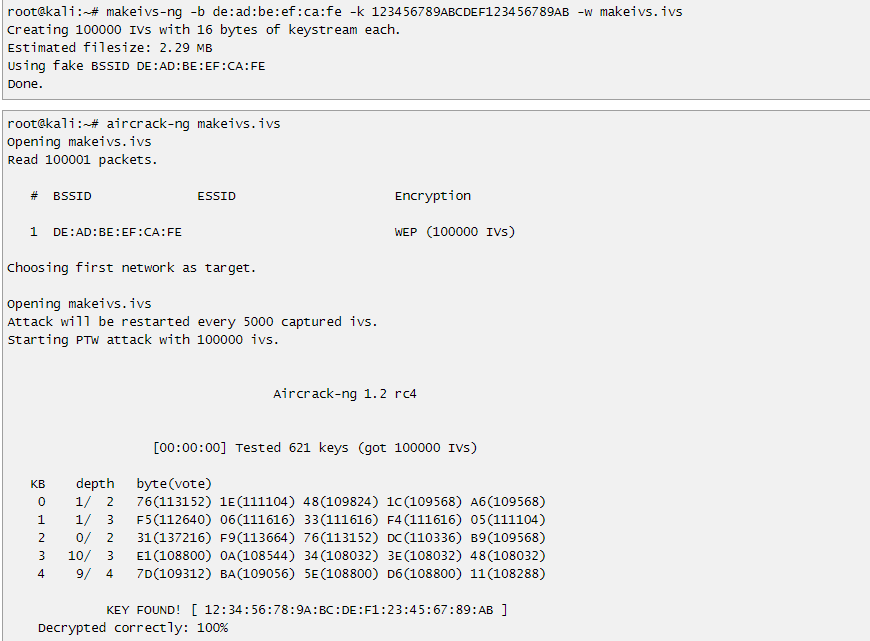 root@kali:~# makeivs-ng -b de:ad:be:ef:ca:fe -k 123456789ABCDEF123456789AB -w makeivs.ivs
Creating 100000 IVs with 16 bytes of keystream each.
Estimated filesize: 2.29 MB
Using fake BSSID DE:AD:BE:EF:CA:FE
Done.
root@kali:~# aircrack-ng makeivs.ivs
Opening makeivs.ivs
Read 100001 packets.
# BSSID ESSID Encryption
1 DE:AD:BE:EF:CA:FE WEP (100000 IVs)
Choosing first network as target.
Opening makeivs.ivs
Attack will be restarted every 5000 captured ivs.
Starting PTW attack with 100000 ivs.
Aircrack-ng 1.2 rc4
[00:00:00] Tested 621 keys (got 100000 IVs)
KB depth byte(vote)
0 1/ 2 76(113152) 1E(111104) 48(109824) 1C(109568) A6(109568)
1 1/ 3 F5(112640) 06(111616) 33(111616) F4(111616) 05(111104)
2 0/ 2 31(137216) F9(113664) 76(113152) DC(110336) B9(109568)
3 10/ 3 E1(108800) 0A(108544) 34(108032) 3E(108032) 48(108032)
4 9/ 4 7D(109312) BA(109056) 5E(108800) D6(108800) 11(108288)
KEY FOUND! [ 12:34:56:78:9A:BC:DE:F1:23:45:67:89:AB ]
Decrypted correctly: 100%